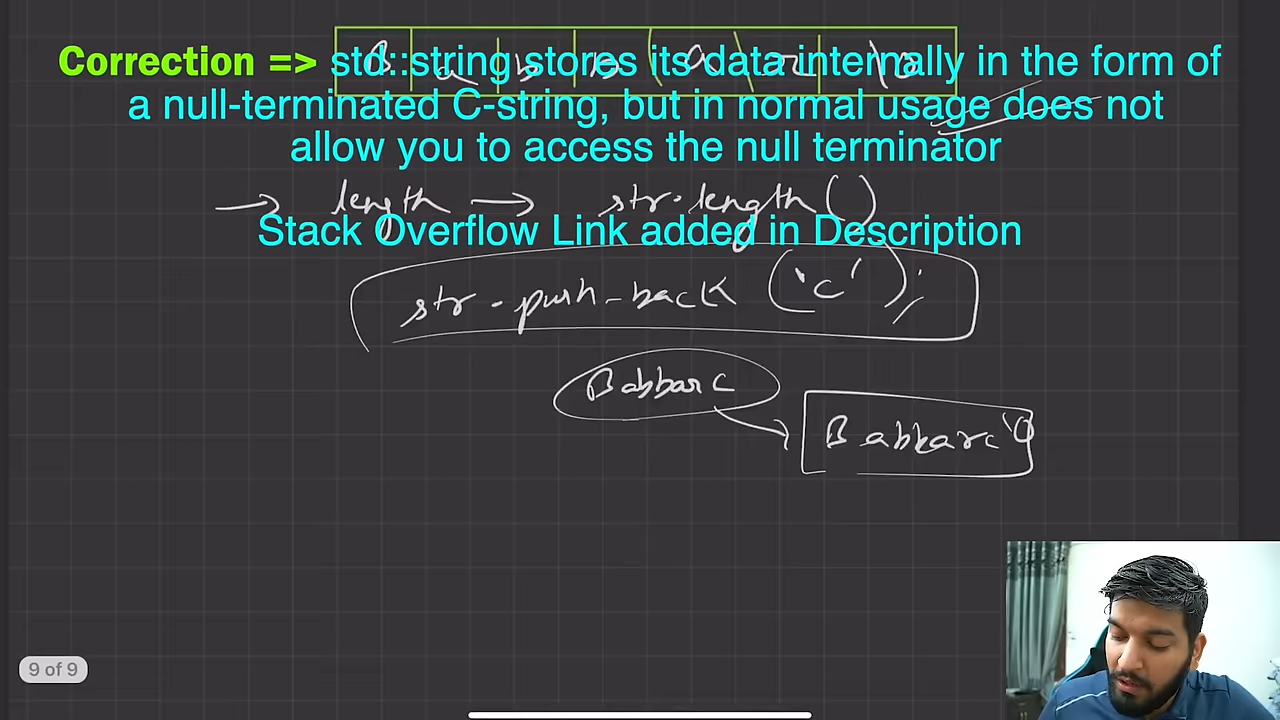 B a b b a r \0
Correction => std::string stores its data internally in the form of
a null-terminated C-string, but in normal usage does not
allow you to access the null terminator
→ length → str.length()
Stack Overflow Link added in Description
str.push_back ('c');
Babbarc
Babbarc\0
9 of 9